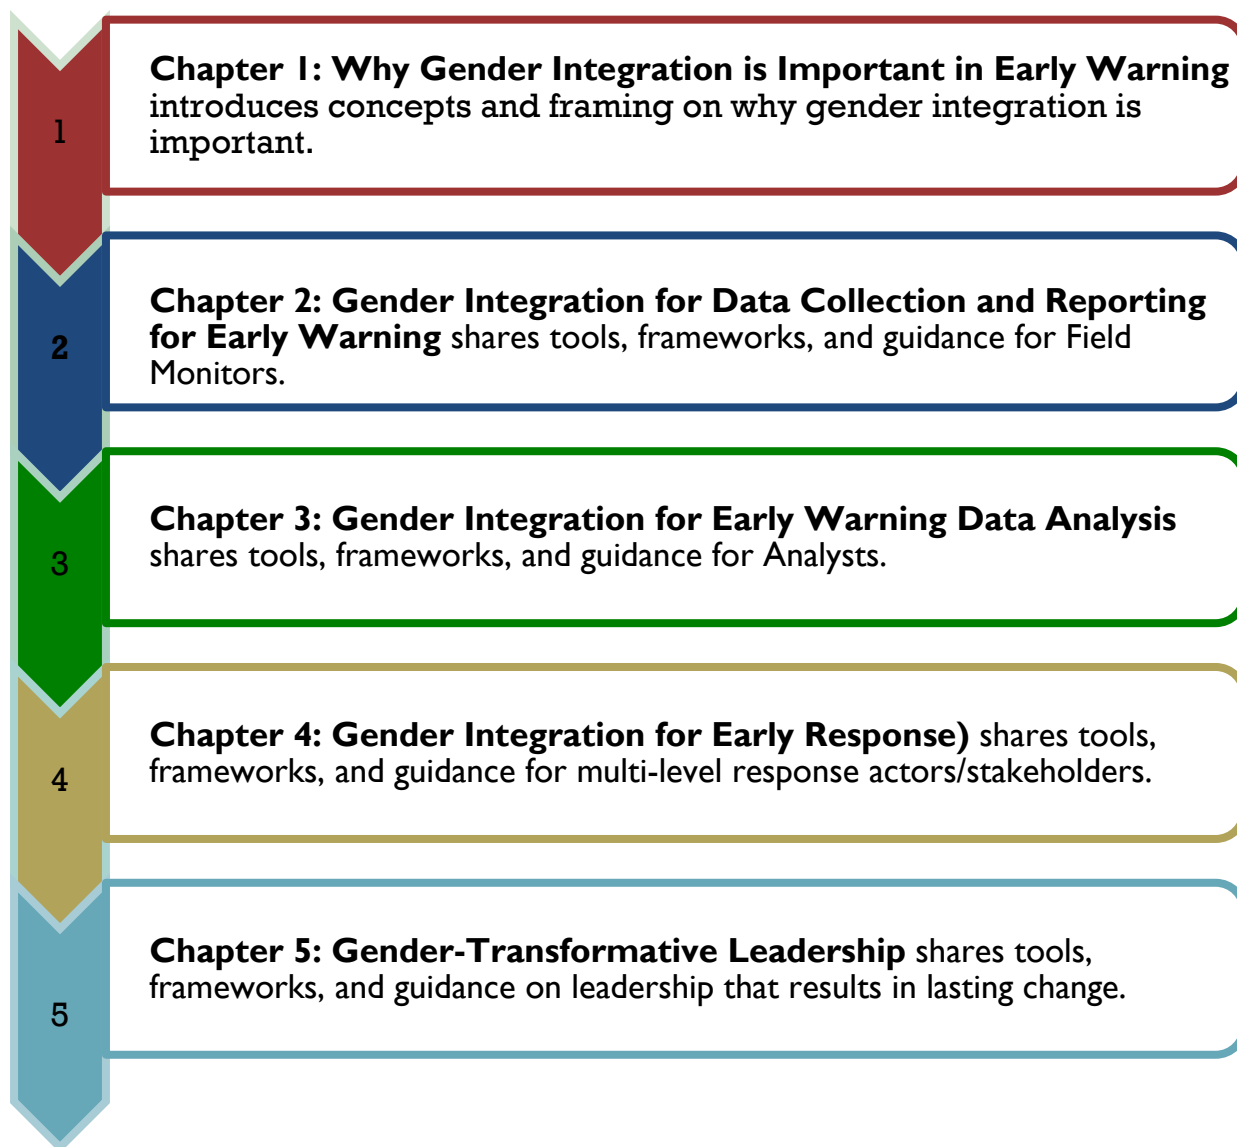 1
Chapter 1: Why Gender Integration is Important in Early Warning
introduces concepts and framing on why gender integration is
important.
2
Chapter 2: Gender Integration for Data Collection and Reporting
for Early Warning shares tools, frameworks, and guidance for Field
Monitors.
3
Chapter 3: Gender Integration for Early Warning Data Analysis
shares tools, frameworks, and guidance for Analysts.
4
Chapter 4: Gender Integration for Early Response) shares tools,
frameworks, and guidance for multi-level response actors/stakeholders.
5
Chapter 5: Gender-Transformative Leadership shares tools,
frameworks, and guidance on leadership that results in lasting change.